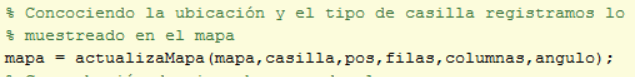 % Concociendo la ubicación y el tipo de casilla registramos lo
% muestreado en el mapa
mapa = actualizaMapa(mapa,casilla,pos,filas,columnas,angulo);